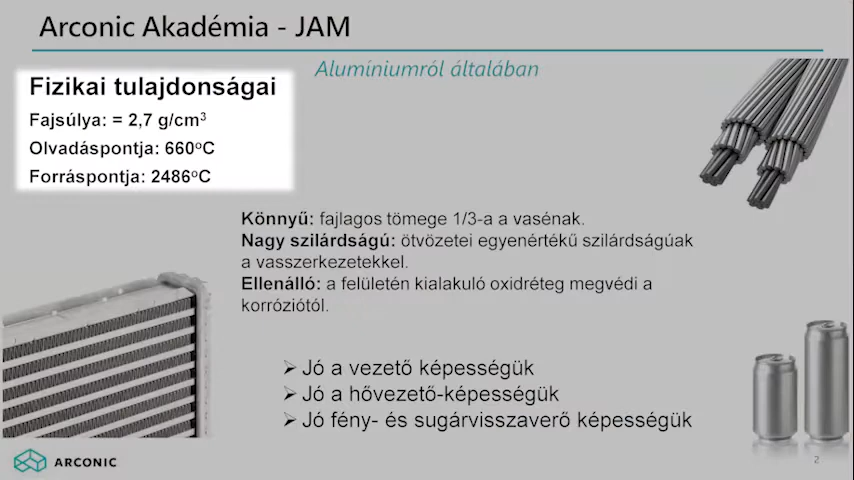 Arconic Akadémia - JAM
Alumíniumról általában
Fizikai tulajdonságai
Fajsúlya: = 2,7 g/cm³
Olvadáspontja: 660ºC
Forráspontja: 2486ºC
Könnyű: fajlagos tömege 1/3-a a vasénak.
Nagy szilárdságú: ötvözetei egyenértékű szilárdságúak
a vasszerkezetekkel.
Ellenálló: a felületén kialakuló oxidréteg megvédi a
korróziótól.
➢ Jó a vezető képességük
➢ Jó a hővezető-képességük
➢ Jó fény- és sugárvisszaverő képességük
ARCONIC
2